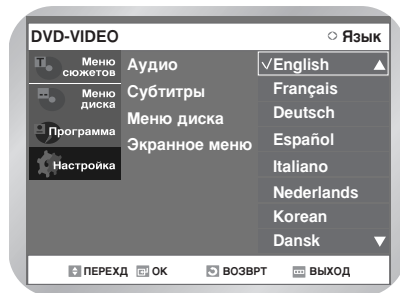 DVD-VIDEO
Язык
Меню сюжетов
Меню диска
Программа
Настройка
Аудио
Субтитры
Меню диска
Экранное меню
✓English ▲
Français
Deutsch
Español
Italiano
Nederlands
Korean
Dansk ▼
ПЕРЕХД ОК ВОЗВРТ ВЫХОД